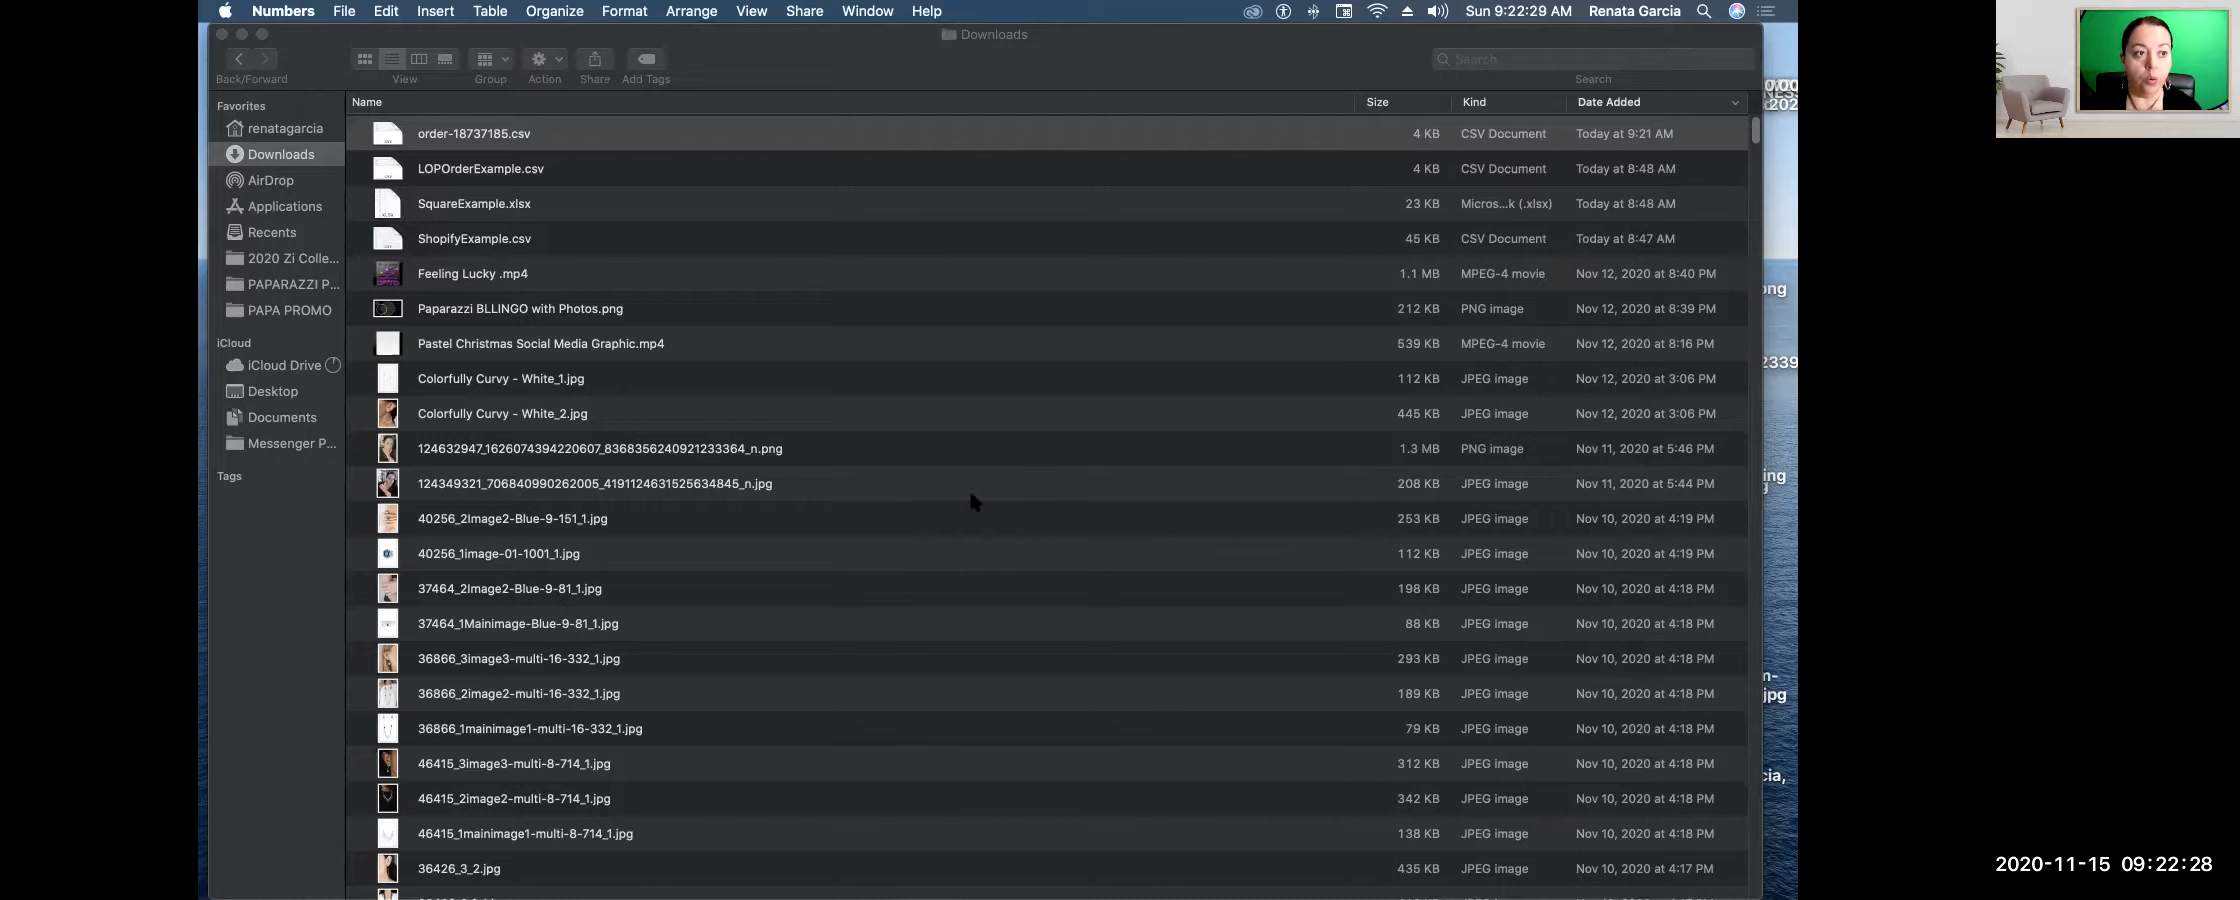 Numbers File Edit Insert Table Organize Format Arrange View Share Window Help Sun 9:22:29 AM Renata Garcia
Downloads
Search
Back/Forward View Group Action Share Add Tags Search
Favorites
renatagarcia
Downloads
AirDrop
Applications
Recents
2020 Zi Colle...
PAPARAZZI P...
PAPA PROMO
iCloud
iCloud Drive
Desktop
Documents
Messenger P...
Tags
Name Size Kind Date Added
order-18737185.csv 4 KB CSV Document Today at 9:21 AM
LOPOrderExample.csv 4 KB CSV Document Today at 8:48 AM
SquareExample.xlsx 23 KB Micros...k (.xlsx) Today at 8:48 AM
ShopifyExample.csv 45 KB CSV Document Today at 8:47 AM
Feeling Lucky .mp4 1.1 MB MPEG-4 movie Nov 12, 2020 at 8:40 PM
Paparazzi BLLINGO with Photos.png 212 KB PNG image Nov 12, 2020 at 8:39 PM
Pastel Christmas Social Media Graphic.mp4 539 KB MPEG-4 movie Nov 12, 2020 at 8:16 PM
Colorfully Curvy - White_1.jpg 112 KB JPEG image Nov 12, 2020 at 3:06 PM
Colorfully Curvy - White_2.jpg 445 KB JPEG image Nov 12, 2020 at 3:06 PM
124632947_1626074394220607_8368356240921233364_n.png 1.3 MB PNG image Nov 11, 2020 at 5:46 PM
124349321_706840990262005_4191124631525634845_n.jpg 208 KB JPEG image Nov 11, 2020 at 5:44 PM
40256_2Image2-Blue-9-151_1.jpg 253 KB JPEG image Nov 10, 2020 at 4:19 PM
40256_1image-01-1001_1.jpg 112 KB JPEG image Nov 10, 2020 at 4:19 PM
37464_2Image2-Blue-9-81_1.jpg 198 KB JPEG image Nov 10, 2020 at 4:18 PM
37464_1Mainimage-Blue-9-81_1.jpg 88 KB JPEG image Nov 10, 2020 at 4:18 PM
36866_3image3-multi-16-332_1.jpg 293 KB JPEG image Nov 10, 2020 at 4:18 PM
36866_2image2-multi-16-332_1.jpg 189 KB JPEG image Nov 10, 2020 at 4:18 PM
36866_1mainimage1-multi-16-332_1.jpg 79 KB JPEG image Nov 10, 2020 at 4:18 PM
46415_3image3-multi-8-714_1.jpg 312 KB JPEG image Nov 10, 2020 at 4:18 PM
46415_2image2-multi-8-714_1.jpg 342 KB JPEG image Nov 10, 2020 at 4:18 PM
46415_1mainimage1-multi-8-714_1.jpg 138 KB JPEG image Nov 10, 2020 at 4:18 PM
36426_3_2.jpg 435 KB JPEG image Nov 10, 2020 at 4:17 PM
2020-11-15 09:22:28